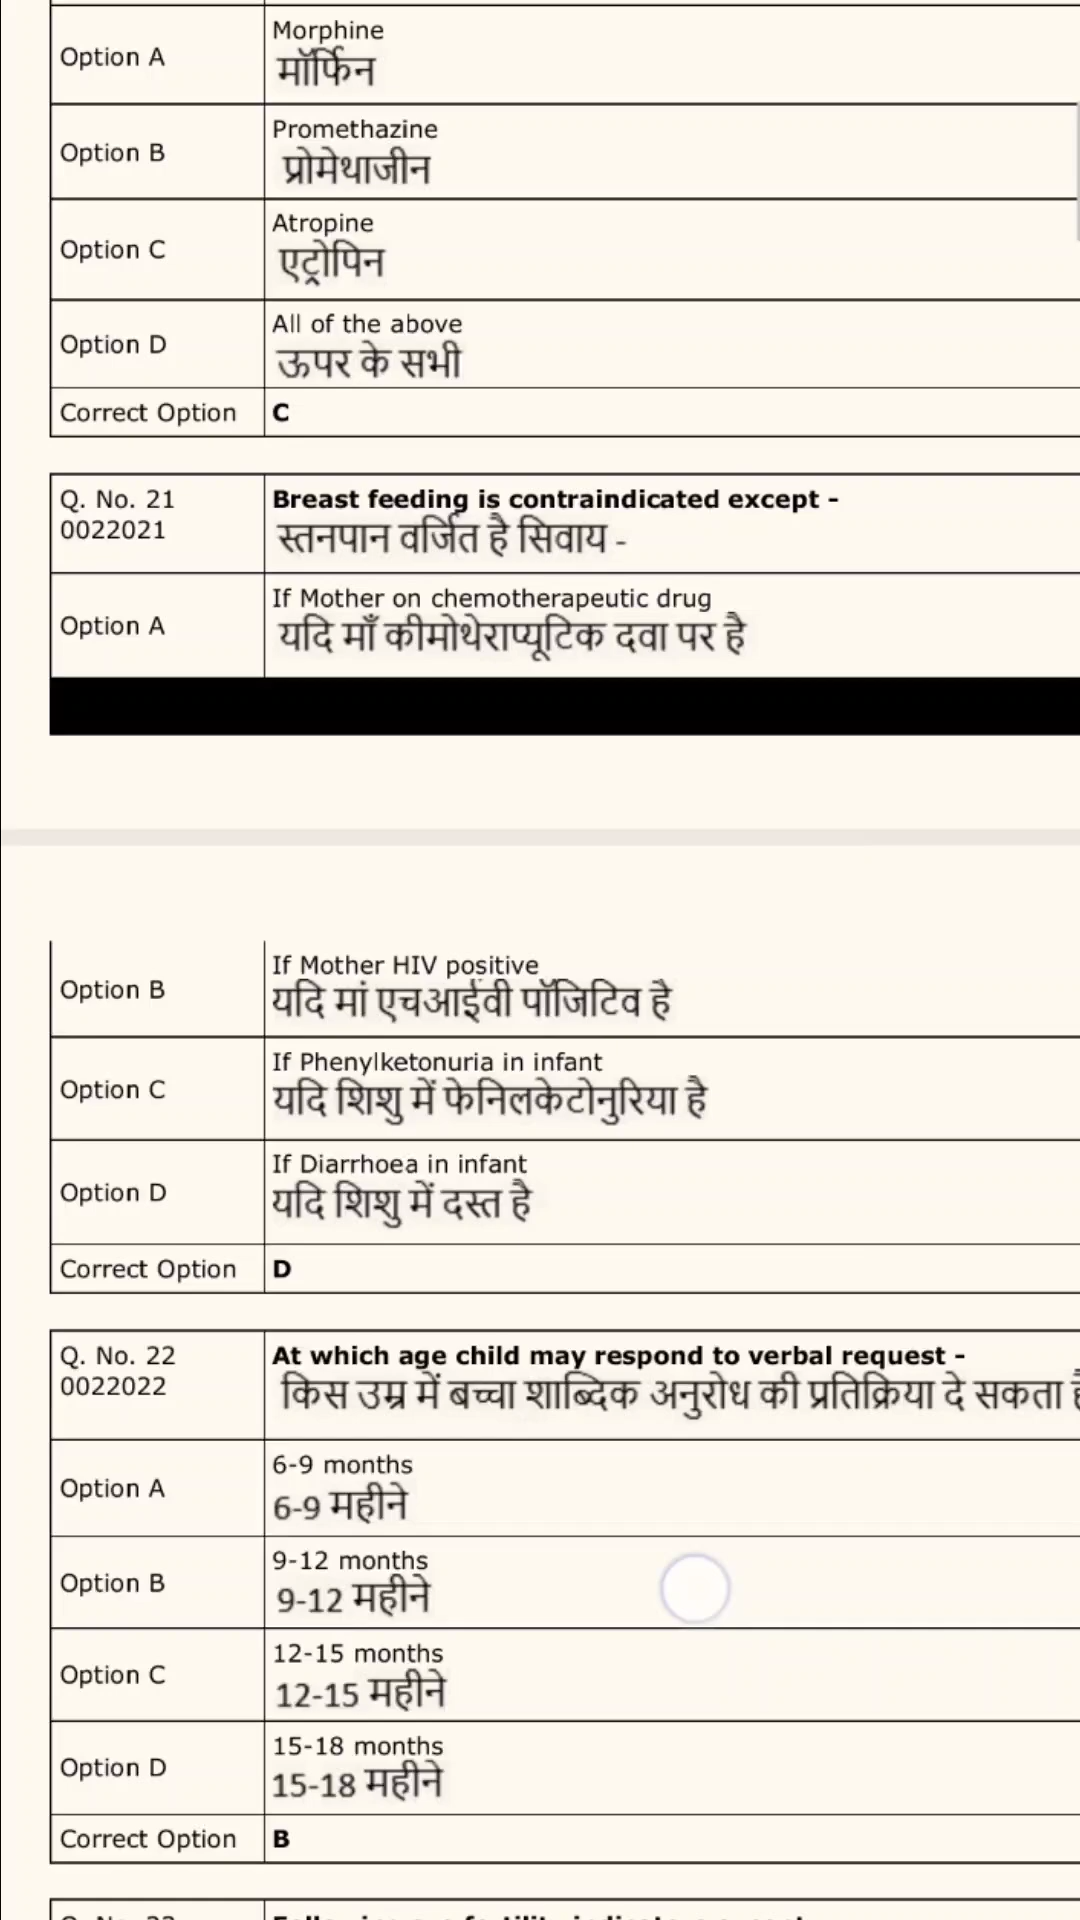 Option A
Morphine
मॉर्फिन
Option B
Promethazine
प्रोमेथाजीन
Option C
Atropine
एट्रोपिन
Option D
All of the above
ऊपर के सभी
Correct Option
C
Q. No. 21
0022021
Breast feeding is contraindicated except -
स्तनपान वर्जित है सिवाय -
Option A
If Mother on chemotherapeutic drug
यदि माँ कीमोथेराप्यूटिक दवा पर है
Option B
If Mother HIV positive
यदि मां एचआईवी पॉजिटिव है
Option C
If Phenylketonuria in infant
यदि शिशु में फेनिलकेटोनुरिया है
Option D
If Diarrhoea in infant
यदि शिशु में दस्त है
Correct Option
D
Q. No. 22
0022022
At which age child may respond to verbal request -
किस उम्र में बच्चा शाब्दिक अनुरोध की प्रतिक्रिया दे सकता
Option A
6-9 months
6-9 महीने
Option B
9-12 months
9-12 महीने
Option C
12-15 months
12-15 महीने
Option D
15-18 months
15-18 महीने
Correct Option
B